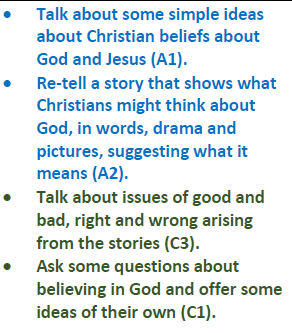 • Talk about some simple ideas
about Christian beliefs about
God and Jesus (A1).
• Re-tell a story that shows what
Christians might think about
God, in words, drama and
pictures, suggesting what it
means (A2).
• Talk about issues of good and
bad, right and wrong arising
from the stories (C3).
• Ask some questions about
believing in God and offer some
ideas of their own (C1).